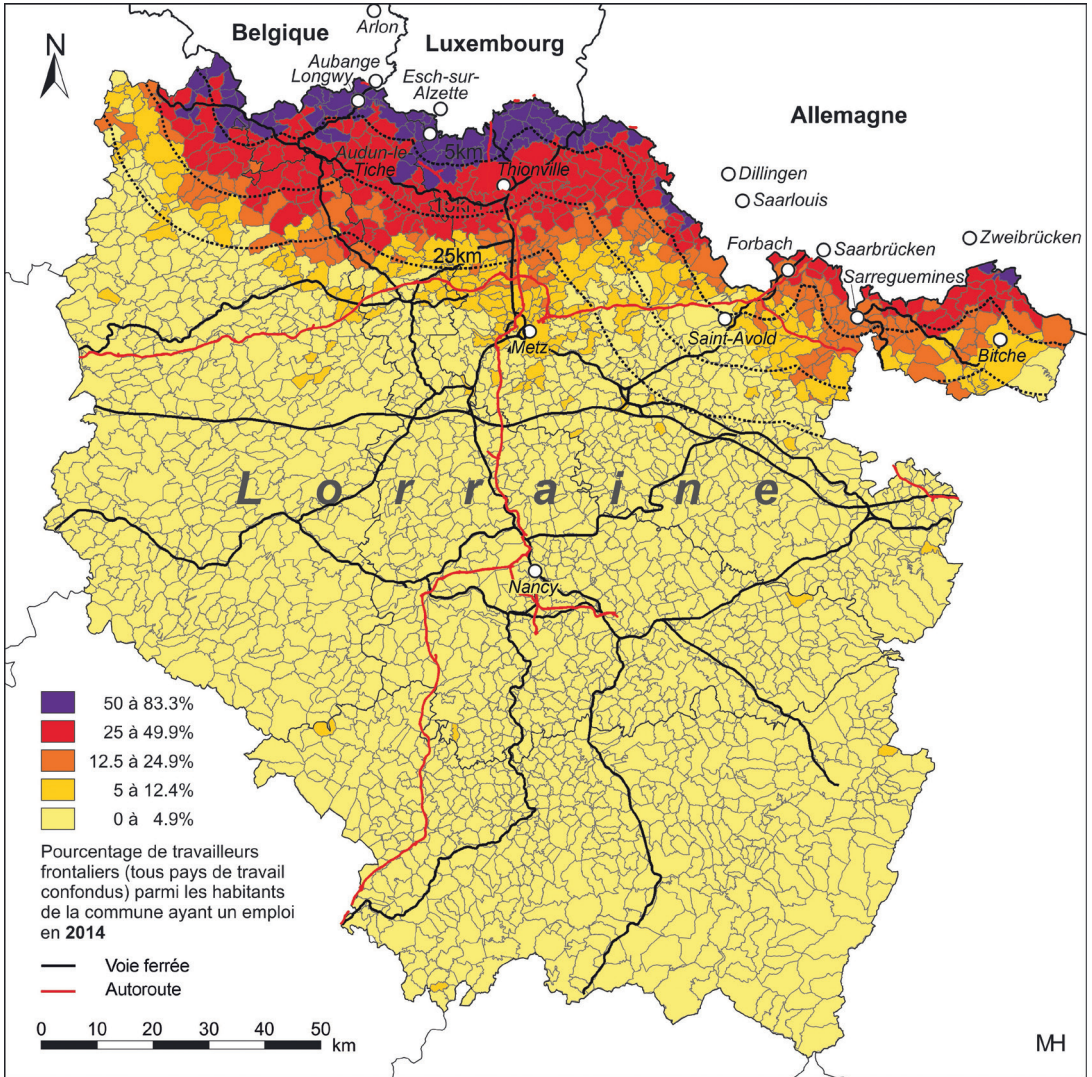 Arlon
Belgique
Luxembourg
N
Aubange
Longwy
Esch-sur-
Alzette
Allemagne
5km
Audun-le-
Tiche
Thionville
Dillingen
Saarlouis
15km
25km
Forbach
Saarbrücken
Zweibrücken
Sarreguemines
Metz
Saint-Avold
Bitche
Lorraine
Nancy
50 à 83.3%
25 à 49.9%
12.5 à 24.9%
5 à 12.4%
0 à 4.9%
Pourcentage de travailleurs
frontaliers (tous pays de travail
confondus) parmi les habitants
de la commune ayant un emploi
en 2014
Voie ferrée
Autoroute
0 10 20 30 40 50
km
MH